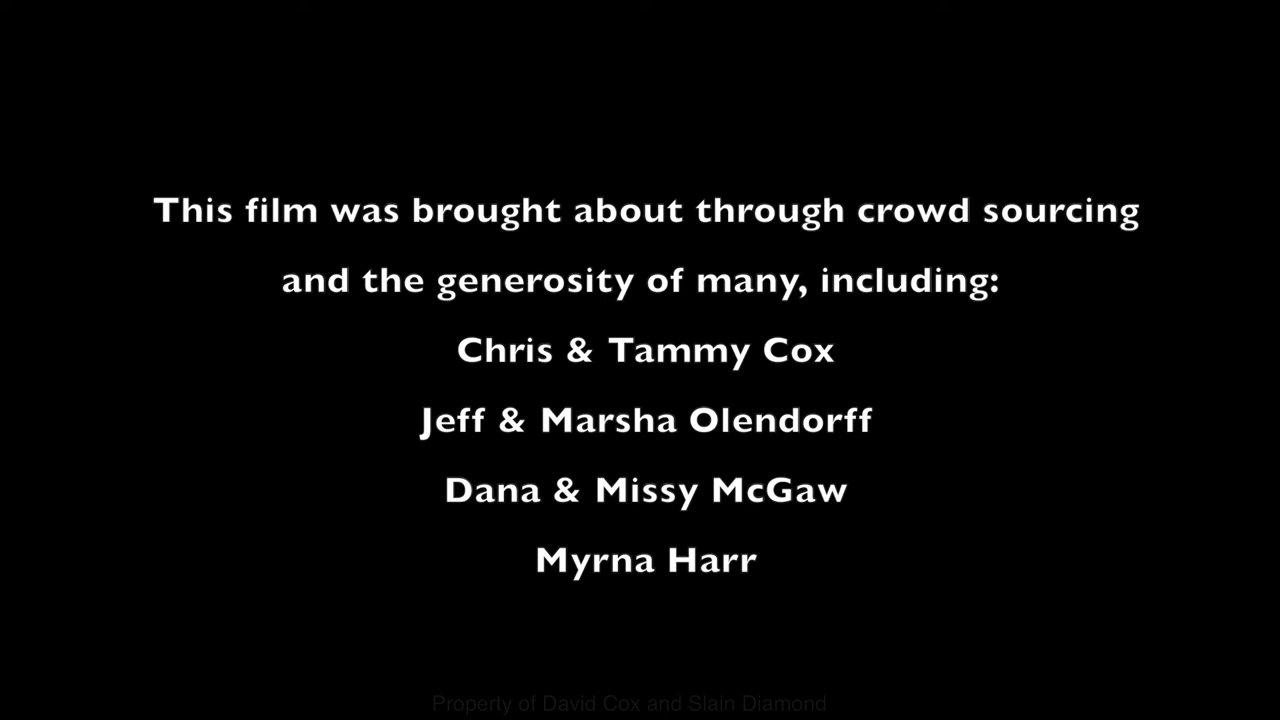 This film was brought about through crowd sourcing
and the generosity of many, including:
Chris & Tammy Cox
Jeff & Marsha Olendorff
Dana & Missy McGaw
Myrna Harr
Property of David Cox and Slain Diamond